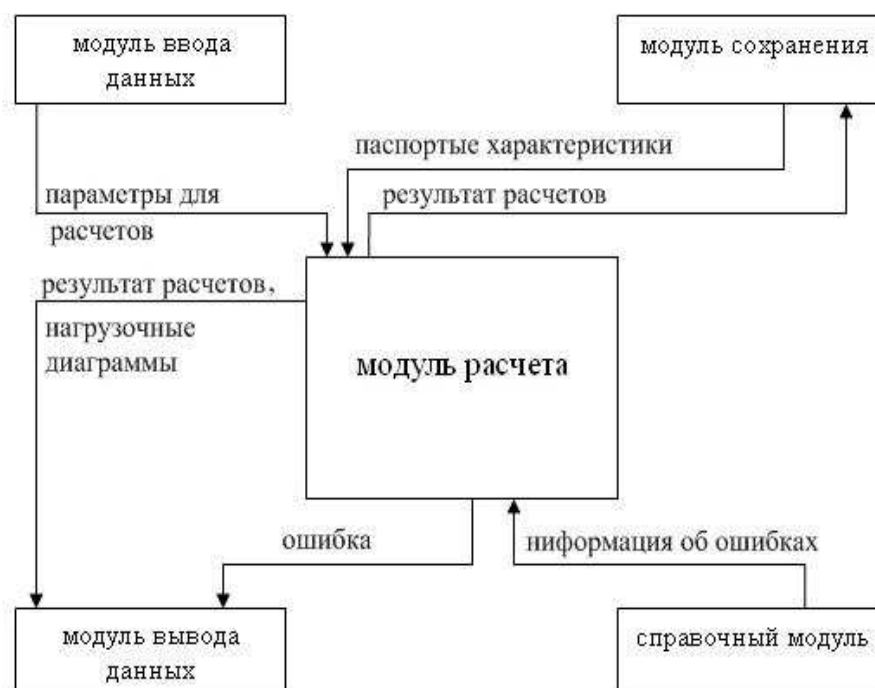 модуль ввода
данных
модуль сохранения
паспортые характеристики
параметры для
расчетов
результат расчетов
результат расчетов,
нагрузочные
диаграммы
модуль расчета
ошибка
ниформация об ошибках
модуль вывода
данных
справочный модуль